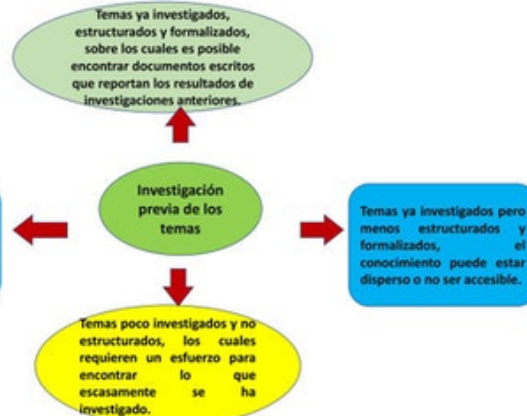 Temas ya investigados,
estructurados y formalizados,
sobre los cuales es posible
encontrar documentos escritos
que reportan los resultados de
investigaciones anteriores.
Investigación
previa de los
temas
Temas ya investigados pero
menos estructurados y
formalizados, el
conocimiento puede estar
disperso o no ser accesible.
Temas poco investigados y no
estructurados, los cuales
requieren un esfuerzo para
encontrar lo que
escasamente se ha
investigado.